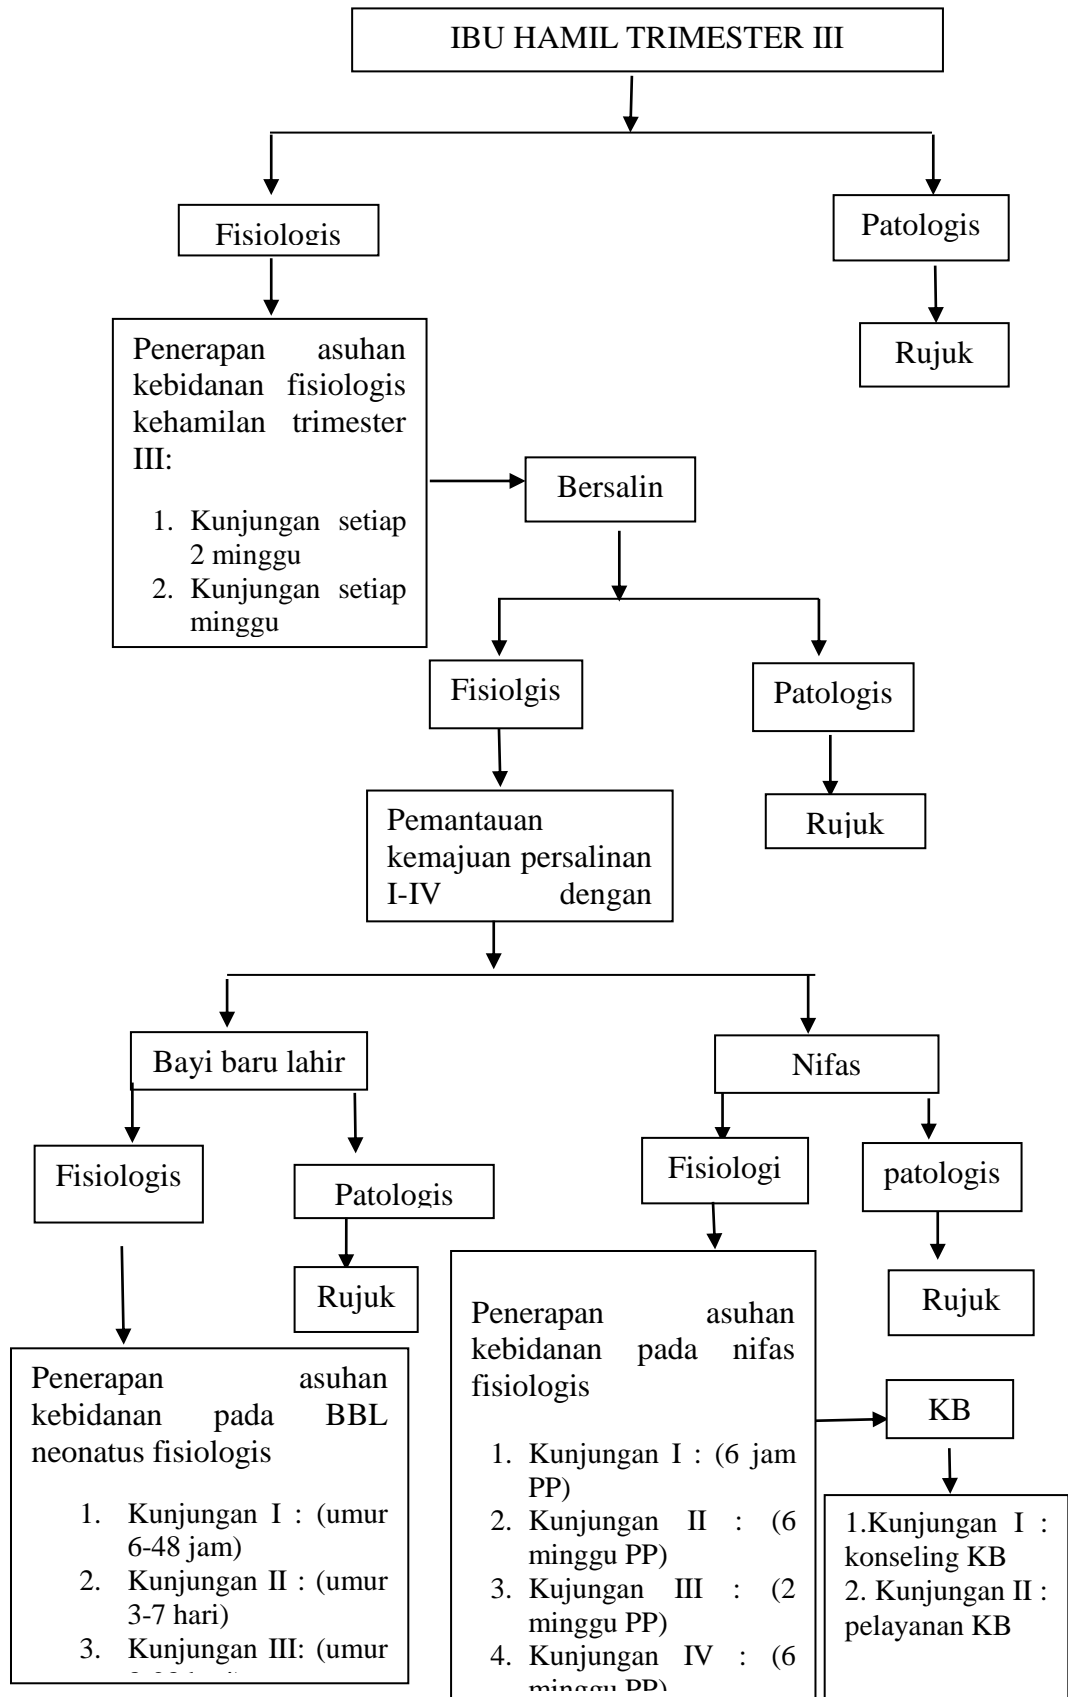 IBU HAMIL TRIMESTER III
Fisiologis
Patologis
Penerapan asuhan
kebidanan fisiologis
kehamilan trimester
III:
1. Kunjungan setiap
2 minggu
2. Kunjungan setiap
minggu
Rujuk
Bersalin
Fisiolgis
Patologis
Pemantauan
kemajuan persalinan
I-IV dengan
Rujuk
Bayi baru lahir
Nifas
Fisiologis
Patologis
Fisiologi
patologis
Rujuk
Rujuk
Penerapan asuhan
kebidanan pada BBL
neonatus fisiologis
1. Kunjungan I : (umur
6-48 jam)
2. Kunjungan II : (umur
3-7 hari)
3. Kunjungan III: (umur
Penerapan asuhan
kebidanan pada nifas
fisiologis
1. Kunjungan I : (6 jam
PP)
2. Kunjungan II : (6
minggu PP)
3. Kujungan III : (2
minggu PP)
4. Kunjungan IV : (6
minggu PP)
KB
1.Kunjungan I :
konseling KB
2. Kunjungan II :
pelayanan KB